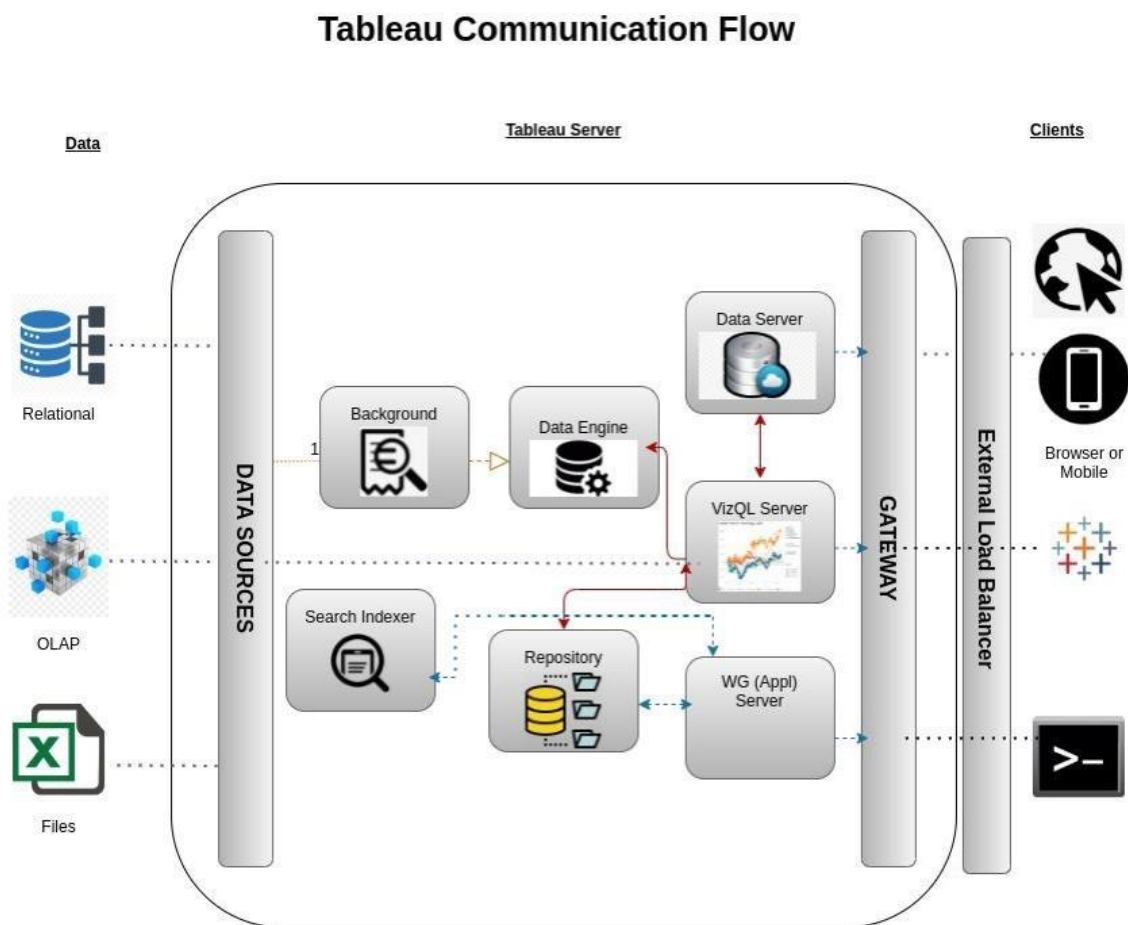 Tableau Communication Flow
Data
Tableau Server
Clients
Relational
OLAP
Files
DATA SOURCES
1
Background
Data Engine
Data Server
VizQL Server
Search Indexer
Repository
WG (Appl)
Server
GATEWAY
External Load Balancer
Browser or
Mobile